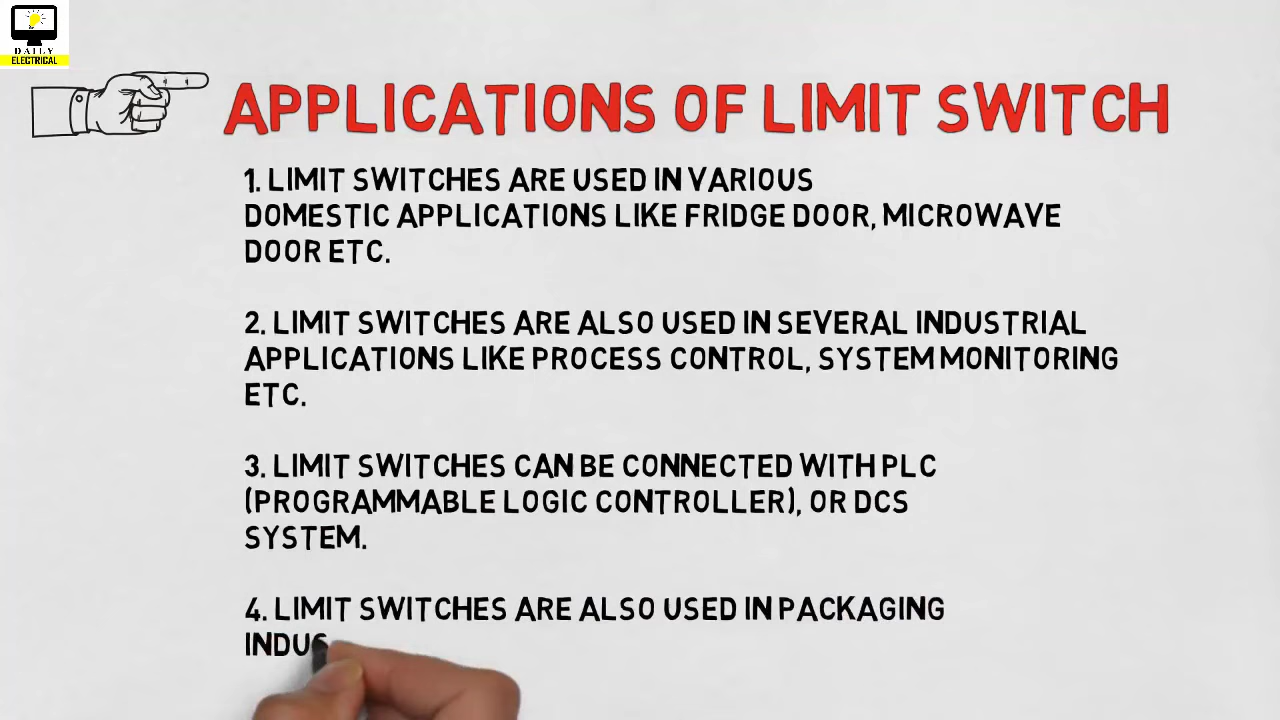 DAILY
ELECTRICAL
APPLICATIONS OF LIMIT SWITCH
1. LIMIT SWITCHES ARE USED IN VARIOUS
DOMESTIC APPLICATIONS LIKE FRIDGE DOOR, MICROWAVE
DOOR ETC.
2. LIMIT SWITCHES ARE ALSO USED IN SEVERAL INDUSTRIAL
APPLICATIONS LIKE PROCESS CONTROL, SYSTEM MONITORING
ETC.
3. LIMIT SWITCHES CAN BE CONNECTED WITH PLC
(PROGRAMMABLE LOGIC CONTROLLER), OR DCS
SYSTEM.
4. LIMIT SWITCHES ARE ALSO USED IN PACKAGING
INDUS